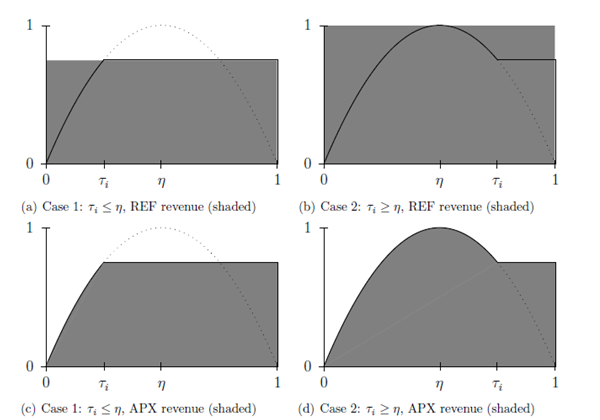 1
1
0
0
0 τᵢ η 1
0 η τᵢ 1
(a) Case 1: τᵢ ≤ η, REF revenue (shaded)
(b) Case 2: τᵢ ≥ η, REF revenue (shaded)
1
1
0
0
0 τᵢ η 1
0 η τᵢ 1
(c) Case 1: τᵢ ≤ η, APX revenue (shaded)
(d) Case 2: τᵢ ≥ η, APX revenue (shaded)